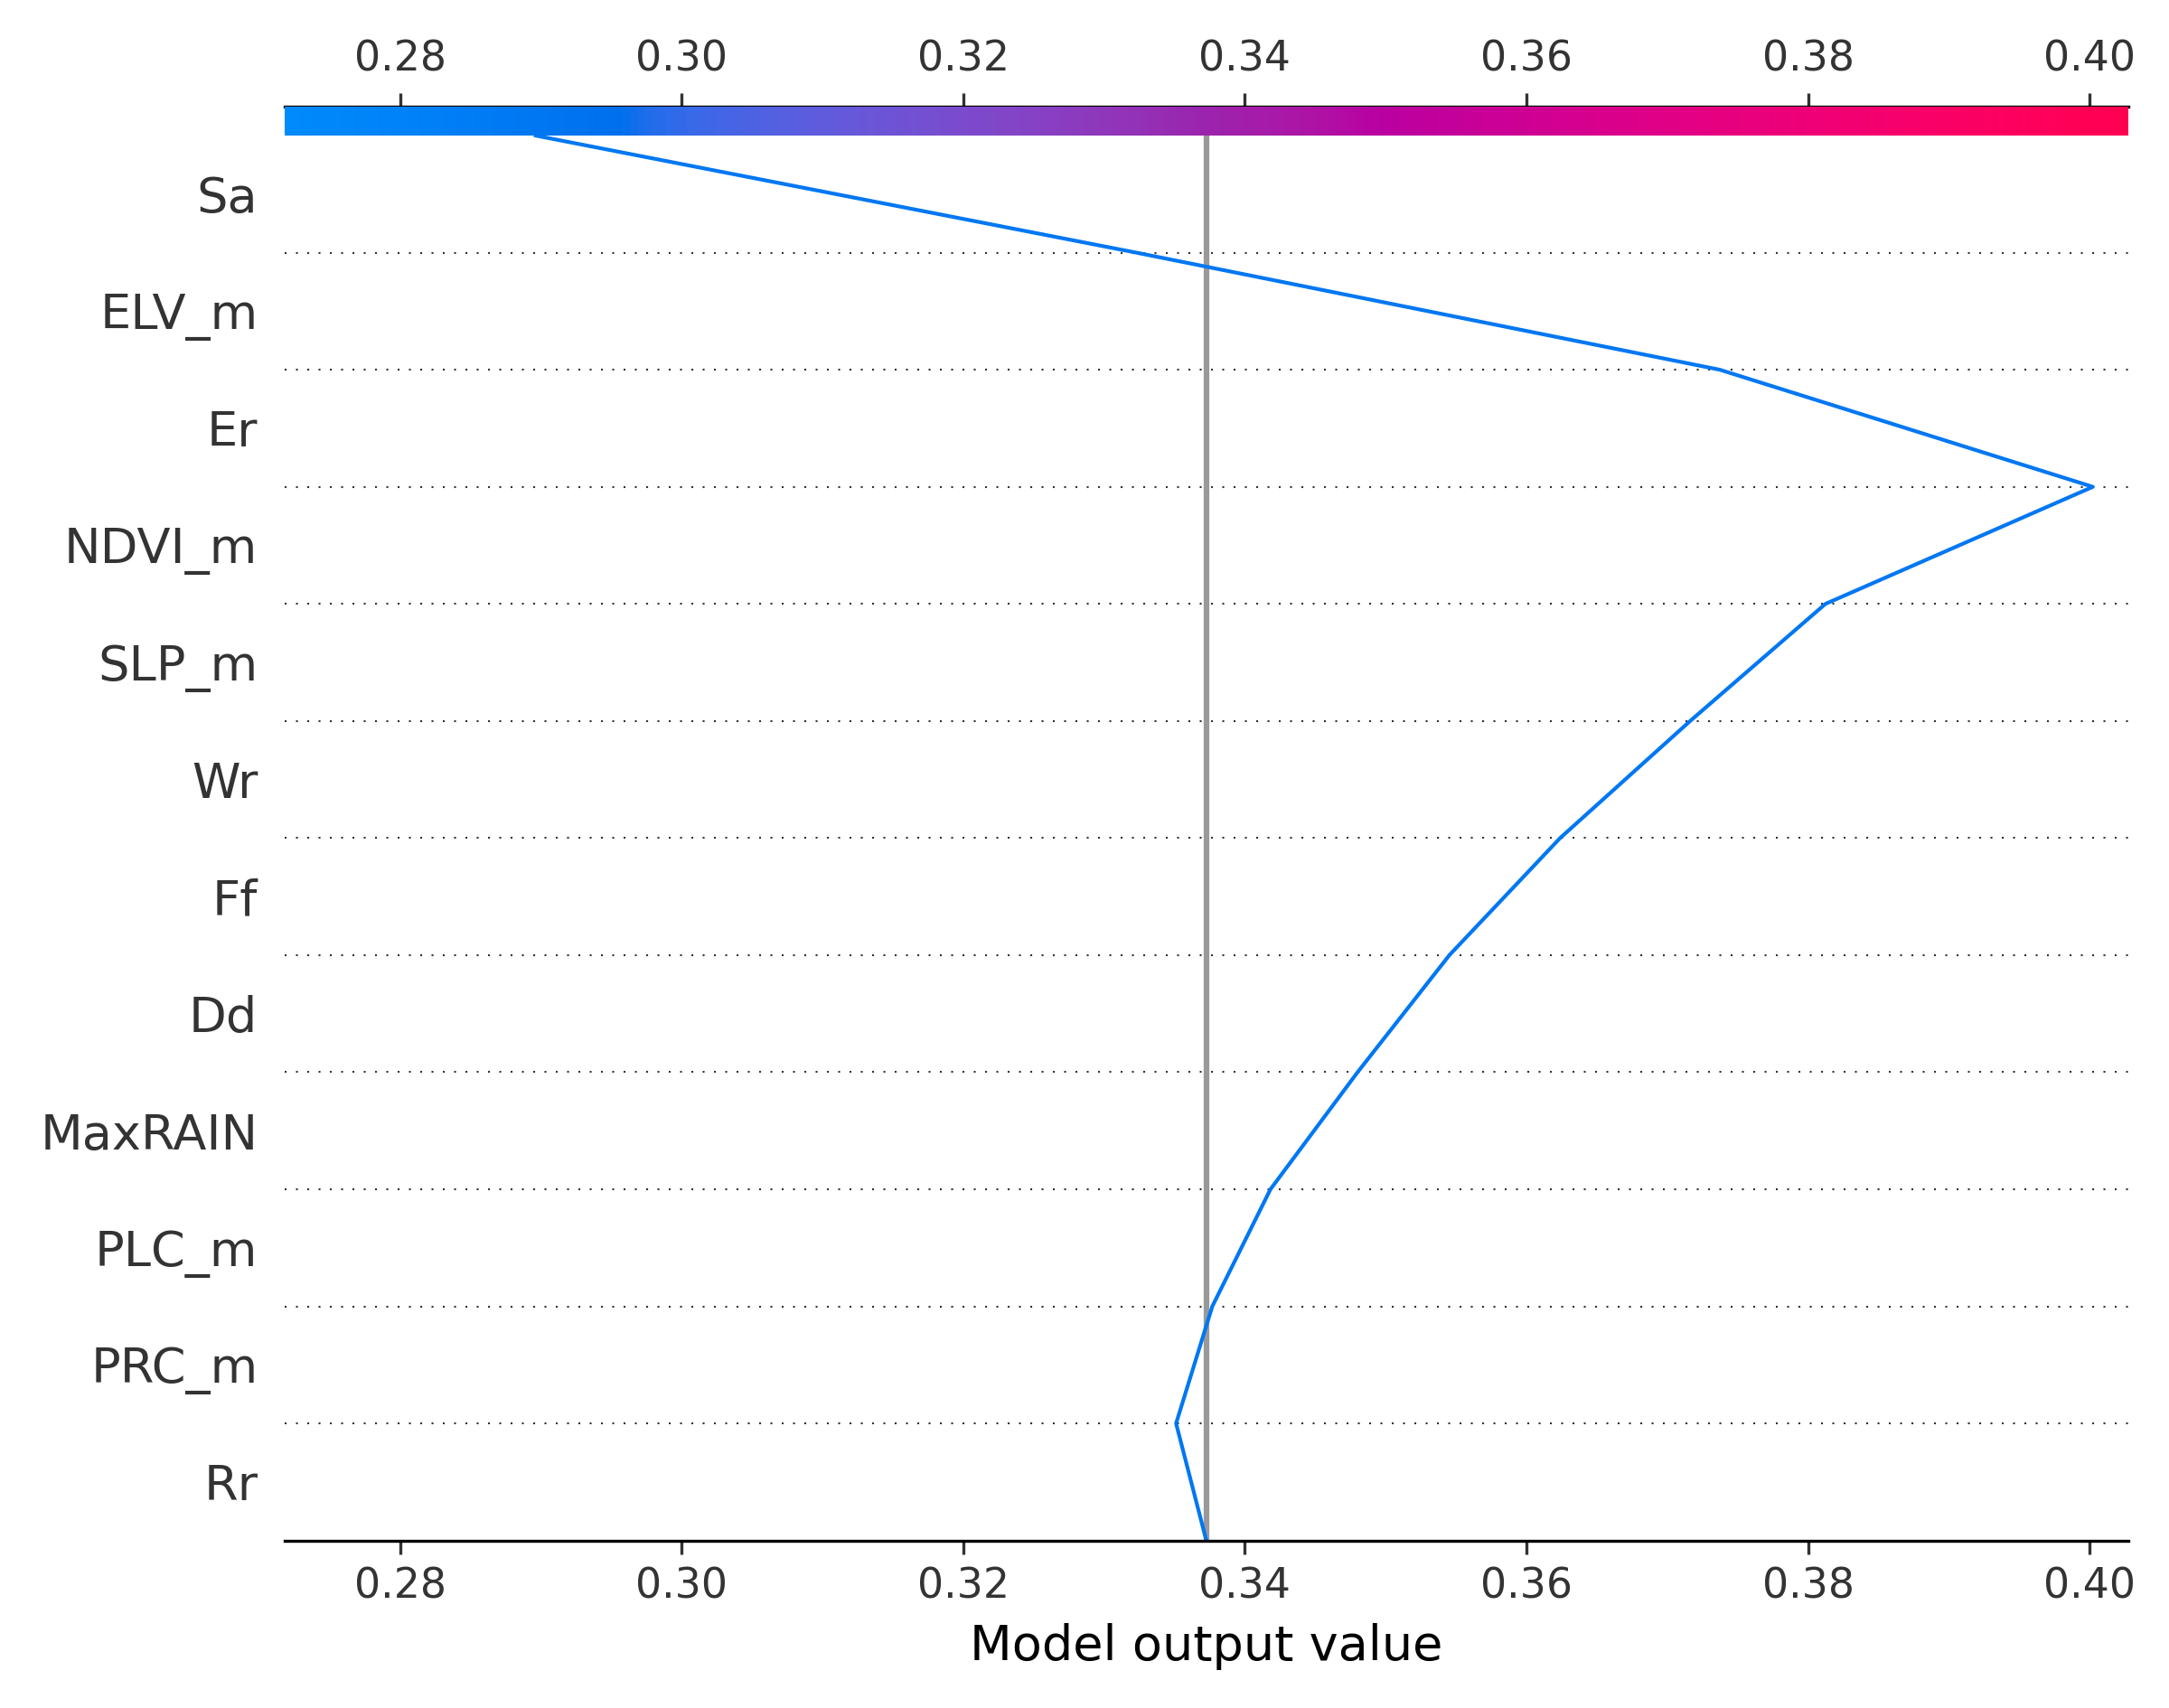 0.28 0.30 0.32 0.34 0.36 0.38 0.40
Sa
ELV_m
Er
NDVI_m
SLP_m
Wr
Ff
Dd
MaxRAIN
PLC_m
PRC_m
Rr
0.28 0.30 0.32 0.34 0.36 0.38 0.40
Model output value